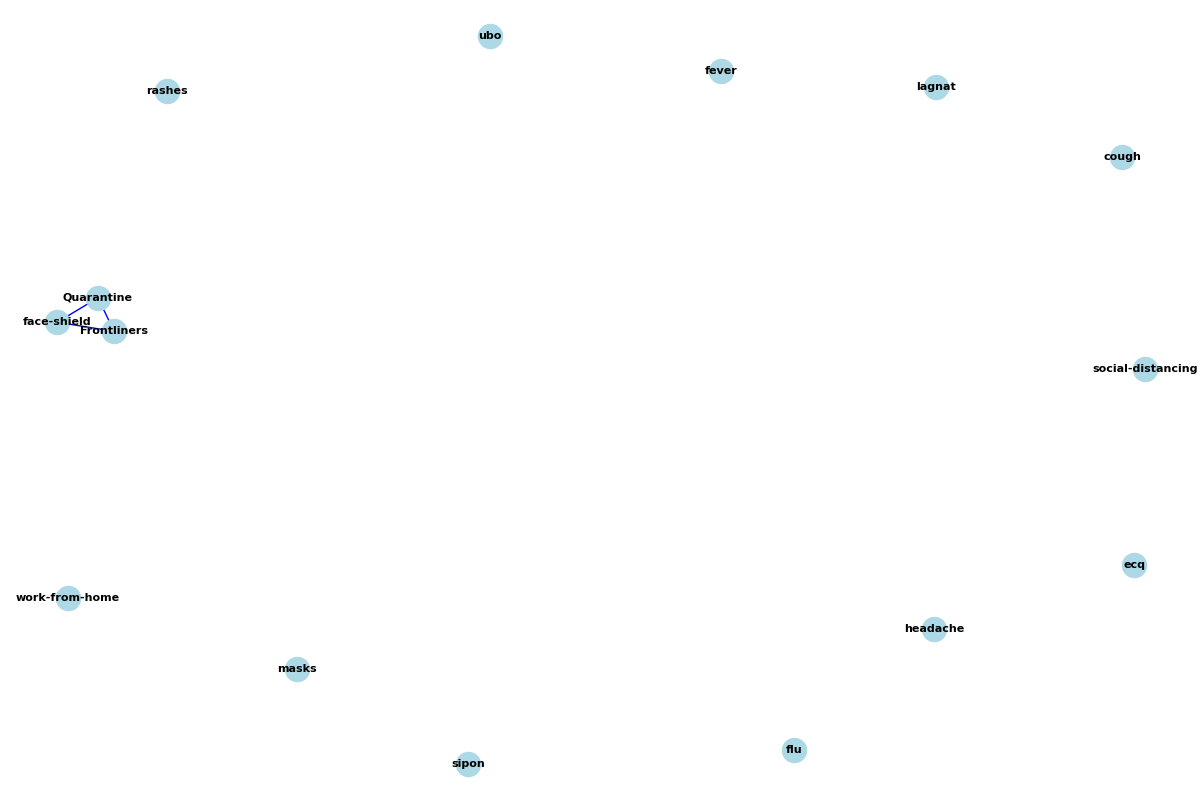 ubo
fever
lagnat
rashes
cough
Quarantine
face-shield
Frontliners
social-distancing
ecq
work-from-home
headache
masks
flu
sipon